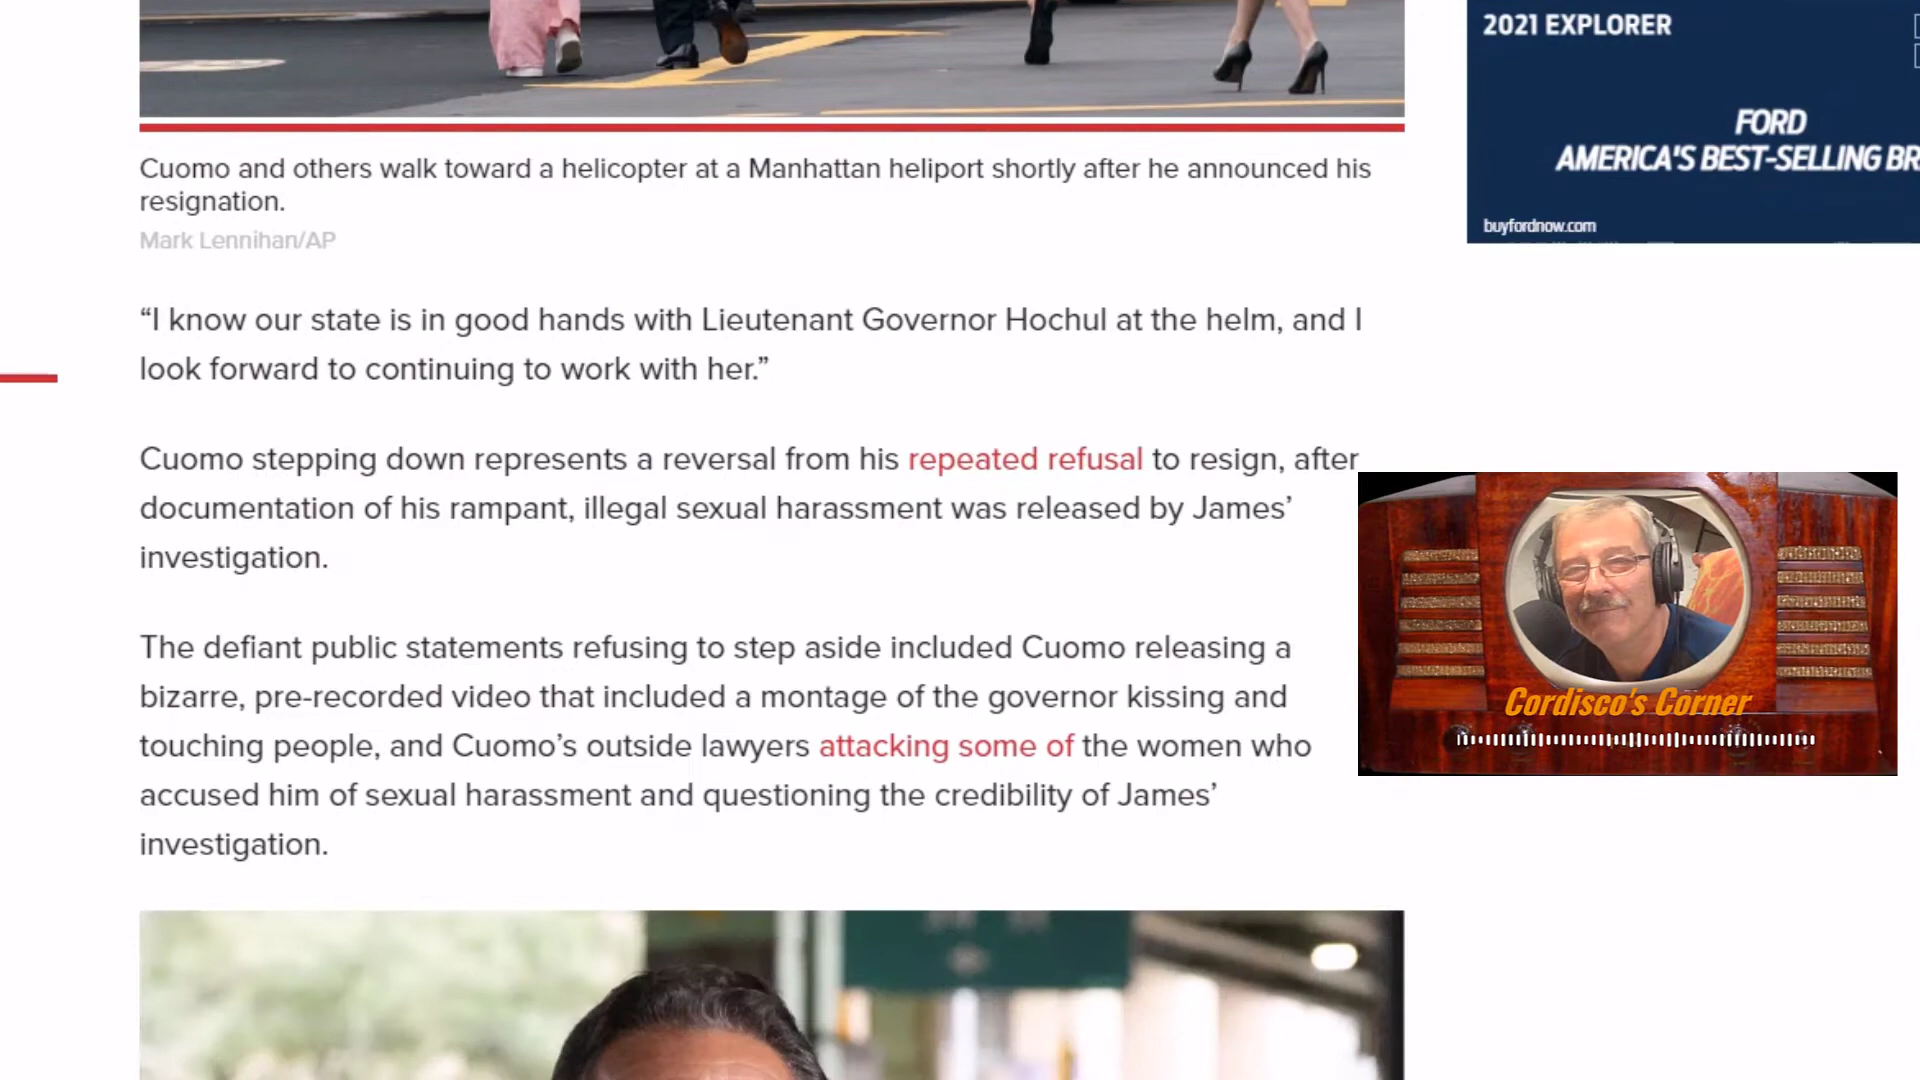 2021 EXPLORER
FORD
AMERICA'S BEST-SELLING BR
buyfordnow.com
Cuomo and others walk toward a helicopter at a Manhattan heliport shortly after he announced his
resignation.
Mark Lennihan/AP
“I know our state is in good hands with Lieutenant Governor Hochul at the helm, and I
look forward to continuing to work with her.”
Cuomo stepping down represents a reversal from his repeated refusal to resign, after
documentation of his rampant, illegal sexual harassment was released by James’
investigation.
The defiant public statements refusing to step aside included Cuomo releasing a
bizarre, pre-recorded video that included a montage of the governor kissing and
touching people, and Cuomo’s outside lawyers attacking some of the women who
accused him of sexual harassment and questioning the credibility of James’
investigation.
Cordisco's Corner